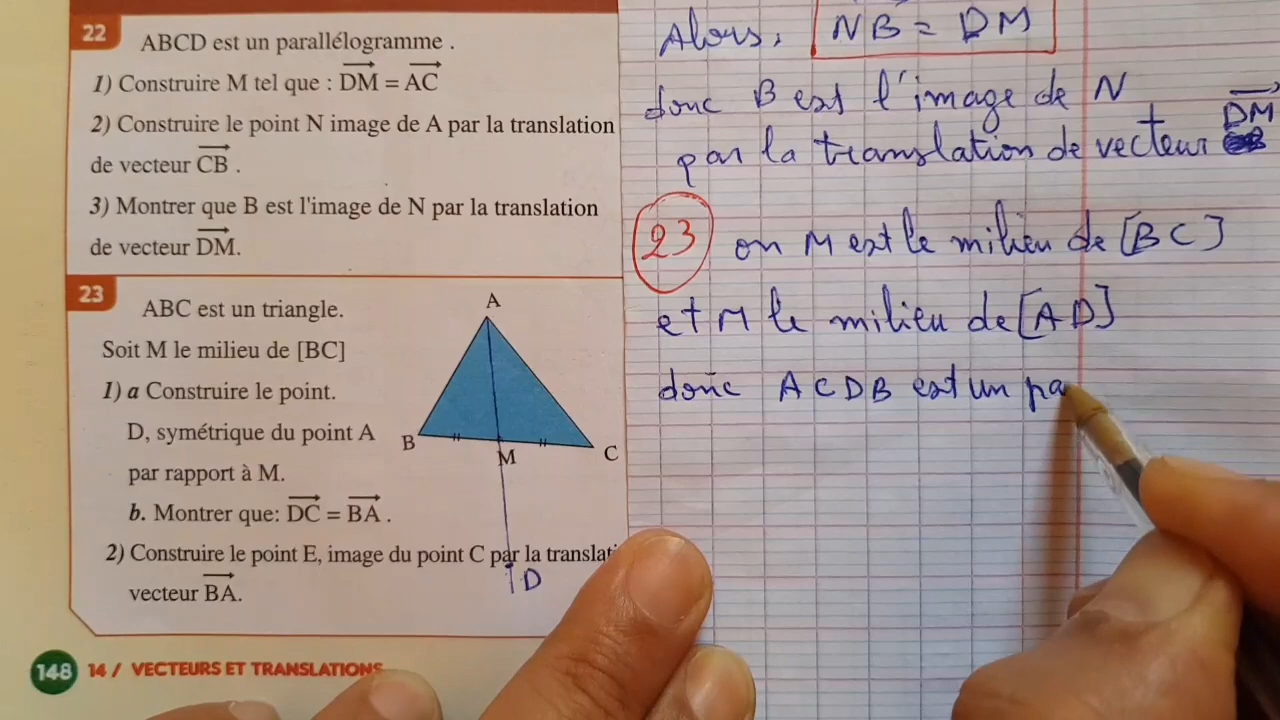 22
ABCD est un parallélogramme .
1) Construire M tel que : DM = AC
2) Construire le point N image de A par la translation
de vecteur CB .
3) Montrer que B est l'image de N par la translation
de vecteur DM.
23
ABC est un triangle.
Soit M le milieu de [BC]
1) a Construire le point.
D, symétrique du point A
par rapport à M.
b. Montrer que: DC = BA .
2) Construire le point E, image du point C par la translati
vecteur BA.
A
B
M
C
D
148 14 / VECTEURS ET TRANSLATIONS
Alors, NB = DM
donc B est l'image de N
par la translation de vecteur DM
23 on M est le milieu de [BC]
et M le milieu de [AD]
donc ACDB est un pa